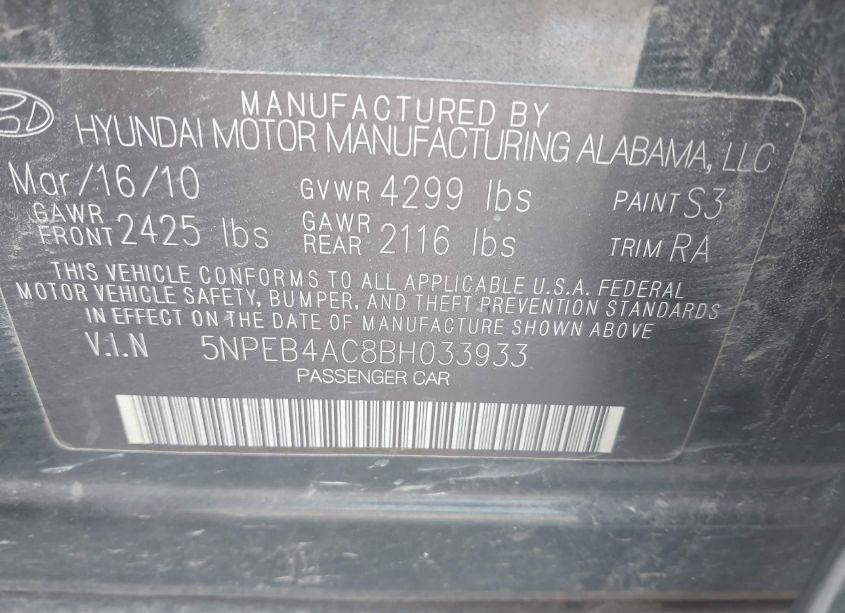 MANUFACTURED BY
HYUNDAI MOTOR MANUFACTURING ALABAMA, LLC
Mar/16/10 GVWR 4299 lbs PAINT S3
GAWR FRONT 2425 lbs GAWR REAR 2116 lbs TRIM RA
THIS VEHICLE CONFORMS TO ALL APPLICABLE U.S.A. FEDERAL
MOTOR VEHICLE SAFETY, BUMPER, AND THEFT PREVENTION STANDARDS
IN EFFECT ON THE DATE OF MANUFACTURE SHOWN ABOVE
V.I.N 5NPEB4AC8BH033933
PASSENGER CAR